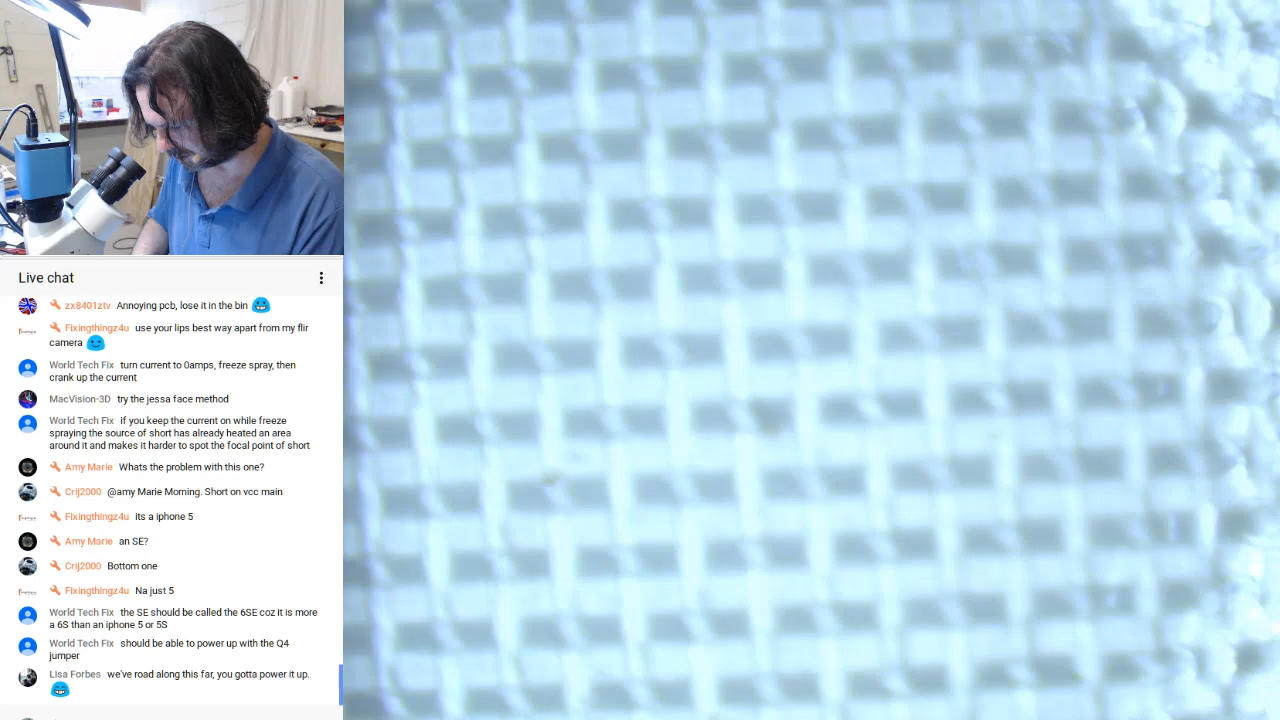 Live chat
zx8401ztv Annoying pcb, lose it in the bin
Fixingthingz4u use your lips best way apart from my flir
camera
World Tech Fix turn current to 0amps, freeze spray, then
crank up the current
MacVision-3D try the jessa face method
World Tech Fix if you keep the current on while freeze
spraying the source of short has already heated an area
around it and makes it harder to spot the focal point of short
Amy Marie Whats the problem with this one?
Crij2000 @amy Marie Morning. Short on vcc main
Fixingthingz4u its a iphone 5
Amy Marie an SE?
Crij2000 Bottom one
Fixingthingz4u Na just 5
World Tech Fix the SE should be called the 6SE coz it is more
a 6S than an iphone 5 or 5S
World Tech Fix should be able to power up with the Q4
jumper
Lisa Forbes we've road along this far, you gotta power it up.